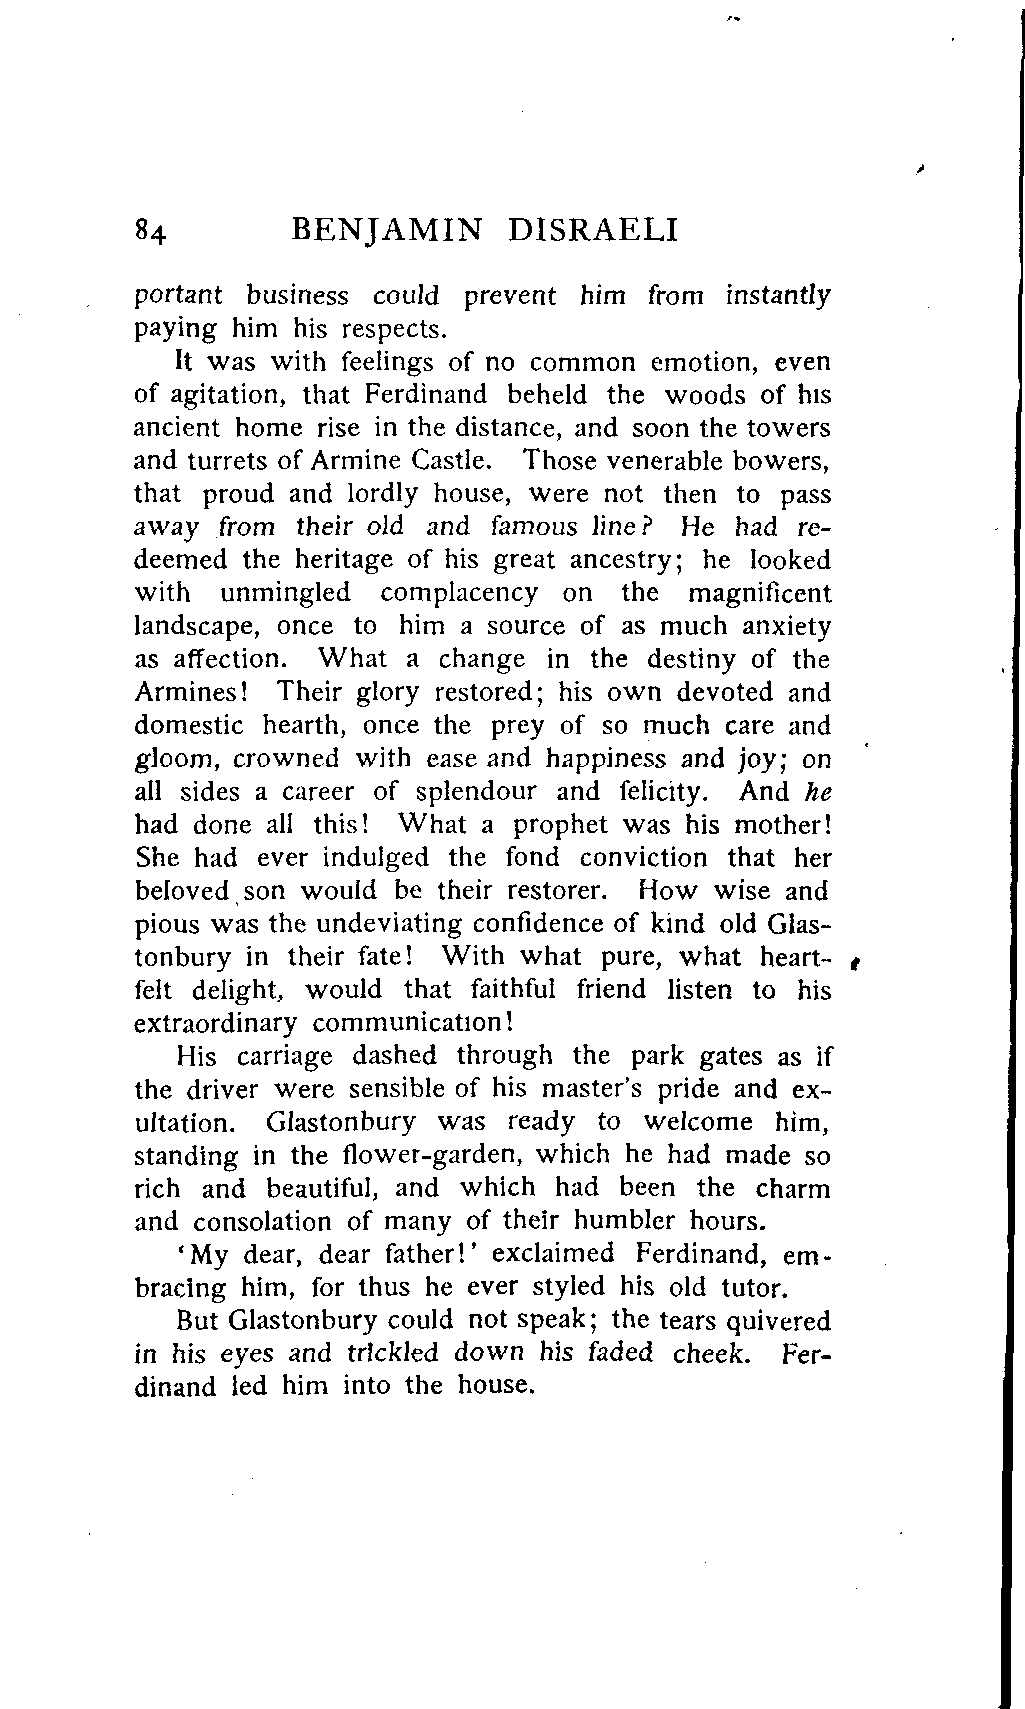 84 BENJAMIN DISRAELI
portant business could prevent him from instantly
paying him his respects.
It was with feelings of no common emotion, even
of agitation, that Ferdinand beheld the woods of his
ancient home rise in the distance, and soon the towers
and turrets of Armine Castle. Those venerable bowers,
that proud and lordly house, were not then to pass
away from their old and famous line? He had re-
deemed the heritage of his great ancestry; he looked
with unmingled complacency on the magnificent
landscape, once to him a source of as much anxiety
as affection. What a change in the destiny of the
Armines! Their glory restored; his own devoted and
domestic hearth, once the prey of so much care and
gloom, crowned with ease and happiness and joy; on
all sides a career of splendour and felicity. And he
had done all this! What a prophet was his mother!
She had ever indulged the fond conviction that her
beloved son would be their restorer. How wise and
pious was the undeviating confidence of kind old Glas-
tonbury in their fate! With what pure, what heart-
felt delight, would that faithful friend listen to his
extraordinary communication!
His carriage dashed through the park gates as if
the driver were sensible of his master's pride and ex-
ultation. Glastonbury was ready to welcome him,
standing in the flower-garden, which he had made so
rich and beautiful, and which had been the charm
and consolation of many of their humbler hours.
‘My dear, dear father!’ exclaimed Ferdinand, em-
bracing him, for thus he ever styled his old tutor.
But Glastonbury could not speak; the tears quivered
in his eyes and trickled down his faded cheek. Fer-
dinand led him into the house.